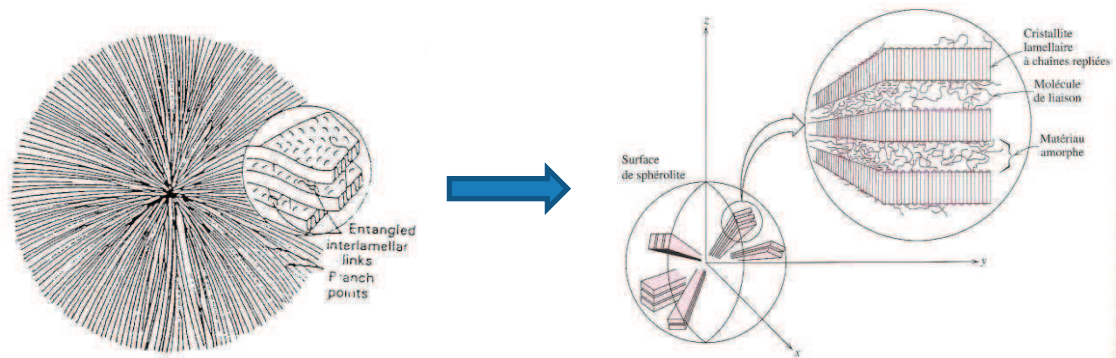 Entangled
interlamellar
links
Branch
points
z
Cristallite
lamellaire
à chaînes repliées
Molécule
de liaison
Matériau
amorphe
Surface
de sphérolite
y
x